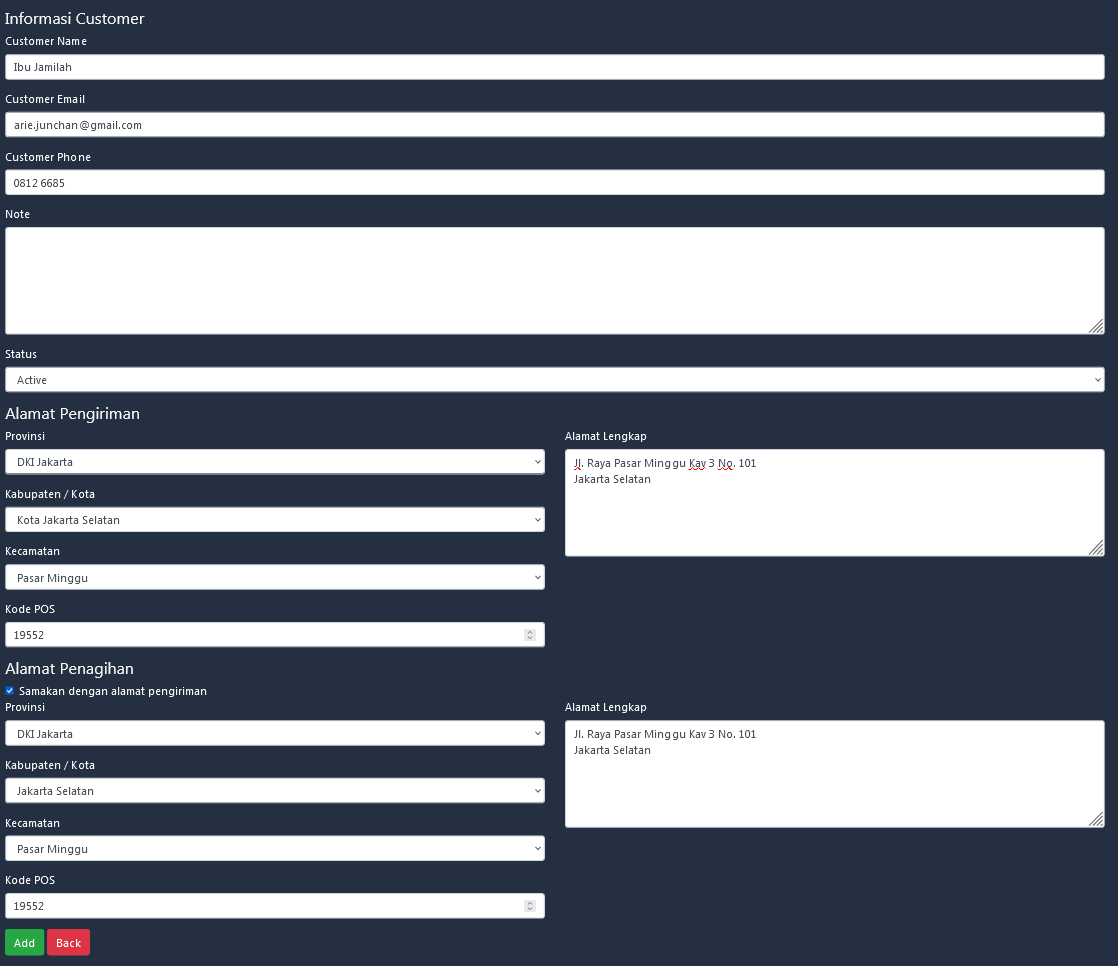 Informasi Customer
Customer Name
Ibu Jamilah
Customer Email
arie.junchan@gmail.com
Customer Phone
0812 6685
Note
Status
Active
Alamat Pengiriman
Provinsi
DKI Jakarta
Kabupaten / Kota
Kota Jakarta Selatan
Kecamatan
Pasar Minggu
Kode POS
19552
Alamat Lengkap
Jl. Raya Pasar Minggu Kav 3 No. 101
Jakarta Selatan
Alamat Penagihan
Samakan dengan alamat pengiriman
Provinsi
DKI Jakarta
Kabupaten / Kota
Jakarta Selatan
Kecamatan
Pasar Minggu
Kode POS
19552
Alamat Lengkap
Jl. Raya Pasar Minggu Kav 3 No. 101
Jakarta Selatan
Add Back